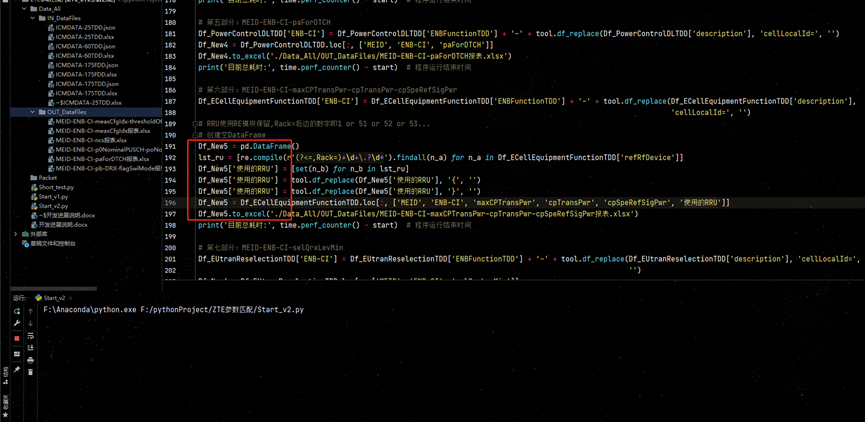 Data_All
IN_DataFiles
ICMDATA-25TDD.json
ICMDATA-25TDD.xlsx
ICMDATA-60TDD.json
ICMDATA-60TDD.xlsx
ICMDATA-175FDD.json
ICMDATA-175FDD.xlsx
ICMDATA-175TDD.json
ICMDATA-175TDD.xlsx
~$ICMDATA-25TDD.xlsx
OUT_DataFiles
MEID-ENB-CI-measCfgIdx-thresholdOf
MEID-ENB-CI-measCfgIdx报表.xlsx
MEID-ENB-CI-ncs报表.xlsx
MEID-ENB-CI-p0NominalPUSCH-poNo
MEID-ENB-CI-paForDTCH报表.xlsx
MEID-ENB-CI-pb-DRX-flagSwiMode报
Packet
Short_test.py
Start_v1.py
Start_v2.py
~$开发进展说明.docx
开发进展说明.docx
外部库
草稿文件和控制台
178 print('目前总耗时:', time.perf_counter() - start) # 程序运行结束时间
179
180 # 第五部分：MEID-ENB-CI-paForDTCH
181 Df_PowerControlDLTDD['ENB-CI'] = Df_PowerControlDLTDD['ENBFunctionTDD'] + '-' + tool.df_replace(Df_PowerControlDLTDD['description'], 'cellLocalId=', '')
182 Df_New4 = Df_PowerControlDLTDD.loc[:, ['MEID', 'ENB-CI', 'paForDTCH']]
183 Df_New4.to_excel('./Data_All/OUT_DataFiles/MEID-ENB-CI-paForDTCH报表.xlsx')
184 print('目前总耗时:', time.perf_counter() - start) # 程序运行结束时间
185
186 # 第六部分：MEID-ENB-CI-maxCPTransPwr-cpTransPwr-cpSpeRefSigPwr
187 Df_ECellEquipmentFunctionTDD['ENB-CI'] = Df_ECellEquipmentFunctionTDD['ENBFunctionTDD'] + '-' + tool.df_replace(Df_ECellEquipmentFunctionTDD['description'],
188 'cellLocalId=', '')
189 # RRU使用RE模块保留,Rack=后边的数字即1 or 51 or 52 or 53...
190 # 创建空DataFrame
191 Df_New5 = pd.DataFrame()
192 lst_ru = [re.compile(r'(?<=,Rack=)+\d+\.?\d*').findall(n_a) for n_a in Df_ECellEquipmentFunctionTDD['refRfDevice']]
193 Df_New5['使用的RRU'] = [set(n_b) for n_b in lst_ru]
194 Df_New5['使用的RRU'] = tool.df_replace(Df_New5['使用的RRU'], '{', '')
195 Df_New5['使用的RRU'] = tool.df_replace(Df_New5['使用的RRU'], '}', '')
196 Df_New5 = Df_ECellEquipmentFunctionTDD.loc[:, ['MEID', 'ENB-CI', 'maxCPTransPwr', 'cpTransPwr', 'cpSpeRefSigPwr', '使用的RRU']]
197 Df_New5.to_excel('./Data_All/OUT_DataFiles/MEID-ENB-CI-maxCPTransPwr-cpTransPwr-cpSpeRefSigPwr报表.xlsx')
198 print('目前总耗时:', time.perf_counter() - start) # 程序运行结束时间
199
200 # 第七部分：MEID-ENB-CI-selQrxLevMin
201 Df_EUtranReselectionTDD['ENB-CI'] = Df_EUtranReselectionTDD['ENBFunctionTDD'] + '-' + tool.df_replace(Df_EUtranReselectionTDD['description'], 'cellLocalId=',
202 '')
运行: Start_v2
F:\Anaconda\python.exe F:/pythonProject/ZTE参数匹配/Start_v2.py
结构
收藏夹